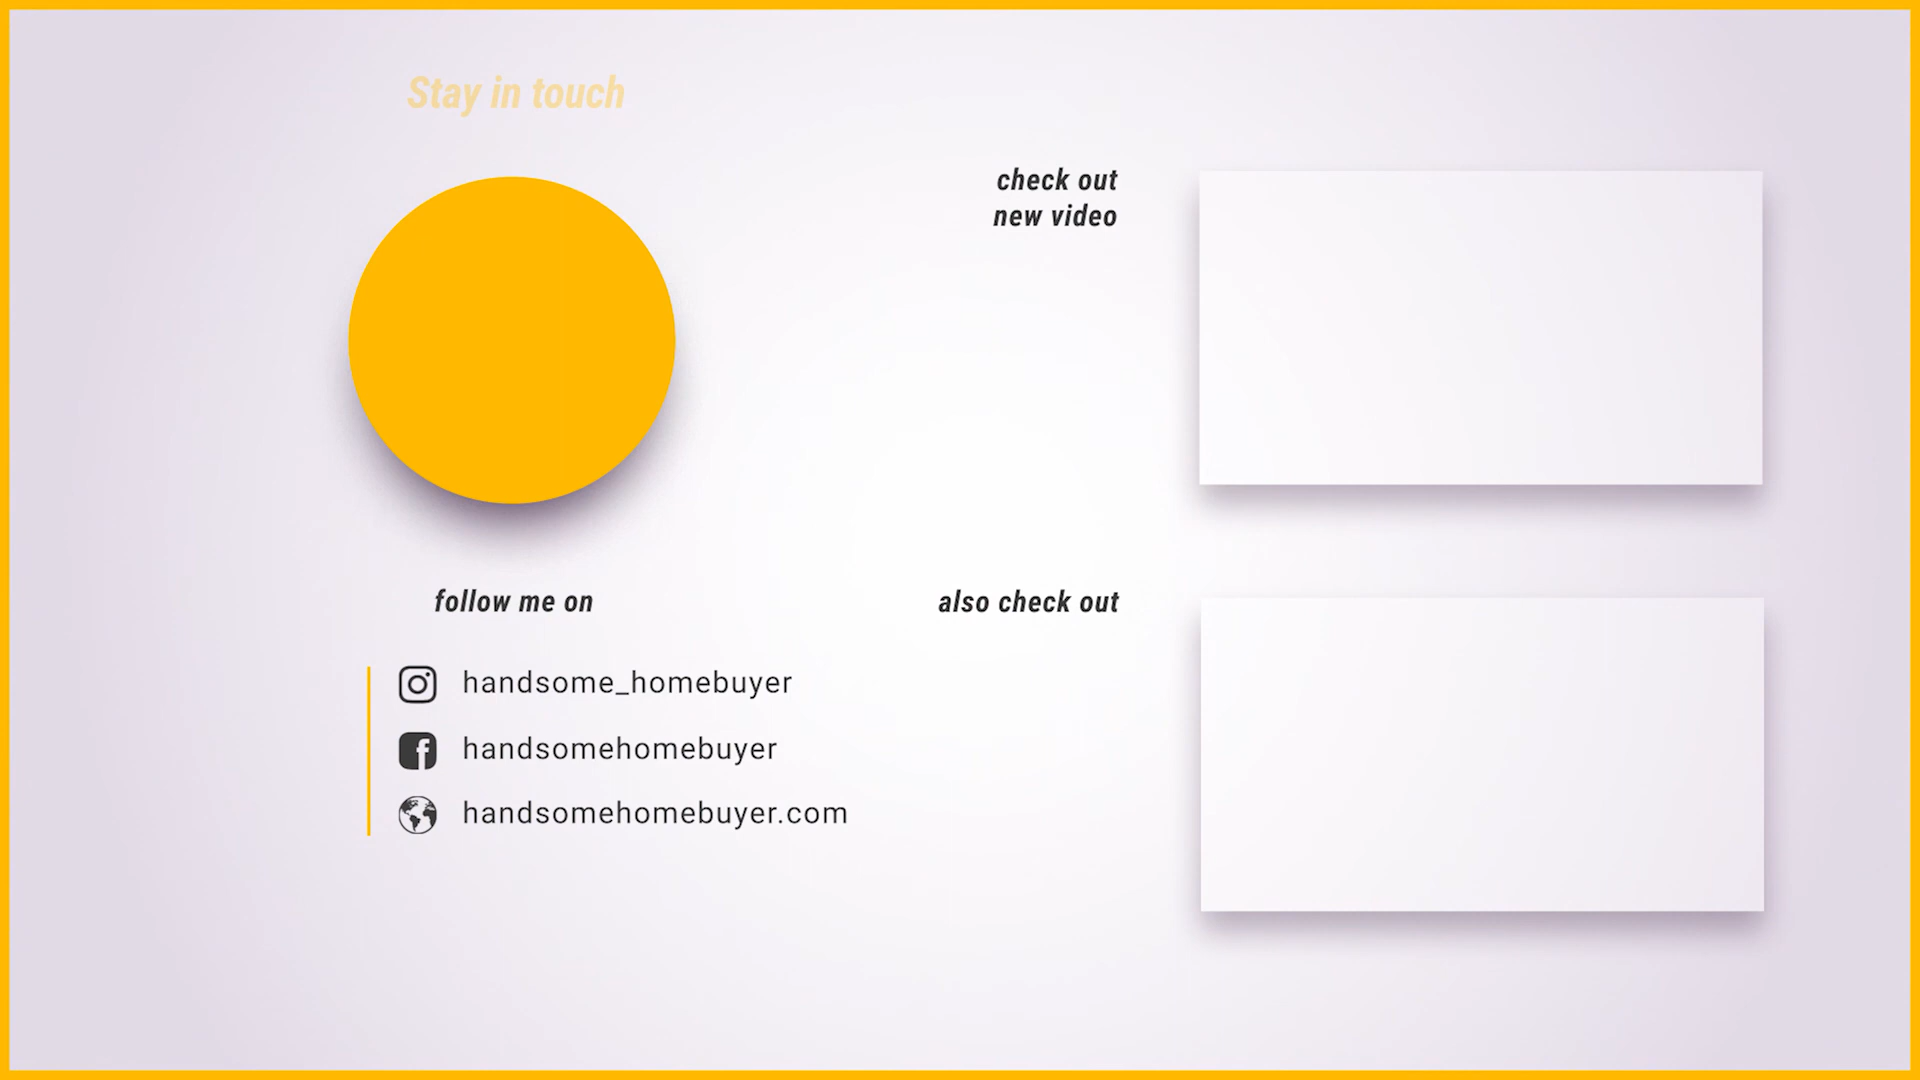 Stay in touch
check out
new video
follow me on
handsome_homebuyer
handsomehomebuyer
handsomehomebuyer.com
also check out